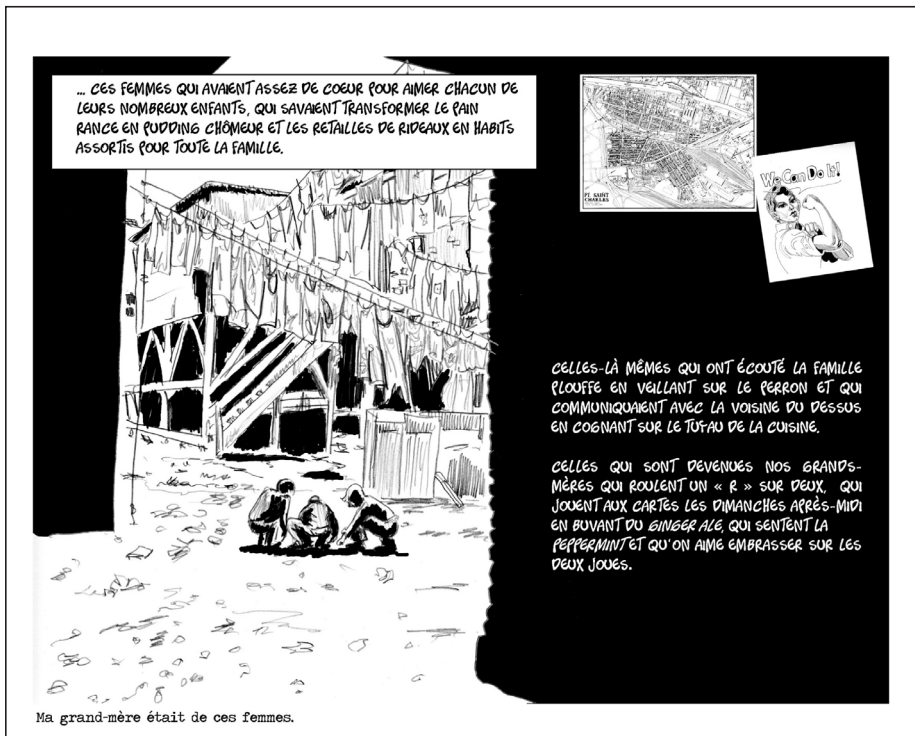 ... CES FEMMES QUI AVAIENT ASSEZ DE COEUR POUR AIMER CHACUN DE
LEURS NOMBREUX ENFANTS, QUI SAVAIENT TRANSFORMER LE PAIN
RANCE EN PUDDING CHÔMEUR ET LES RETAILLES DE RIDEAUX EN HABITS
ASSORTIS POUR TOUTE LA FAMILLE.
PT SAINT
CHARLES
We Can Do It!
CELLES-LÀ MÊMES QUI ONT ÉCOUTÉ LA FAMILLE
PLOUFFE EN VEILLANT SUR LE PERRON ET QUI
COMMUNIQUAIENT AVEC LA VOISINE DU DESSUS
EN COGNANT SUR LE TUYAU DE LA CUISINE.
CELLES QUI SONT DEVENUES NOS GRANDS-
MÈRES QUI ROULENT UN « R » SUR DEUX, QUI
JOUENT AUX CARTES LES DIMANCHES APRÈS-MIDI
EN BUVANT DU GINGER ALE, QUI SENTENT LA
PEPPERMINT ET QU'ON AIME EMBRASSER SUR LES
DEUX JOUES.
Ma grand-mère était de ces femmes.